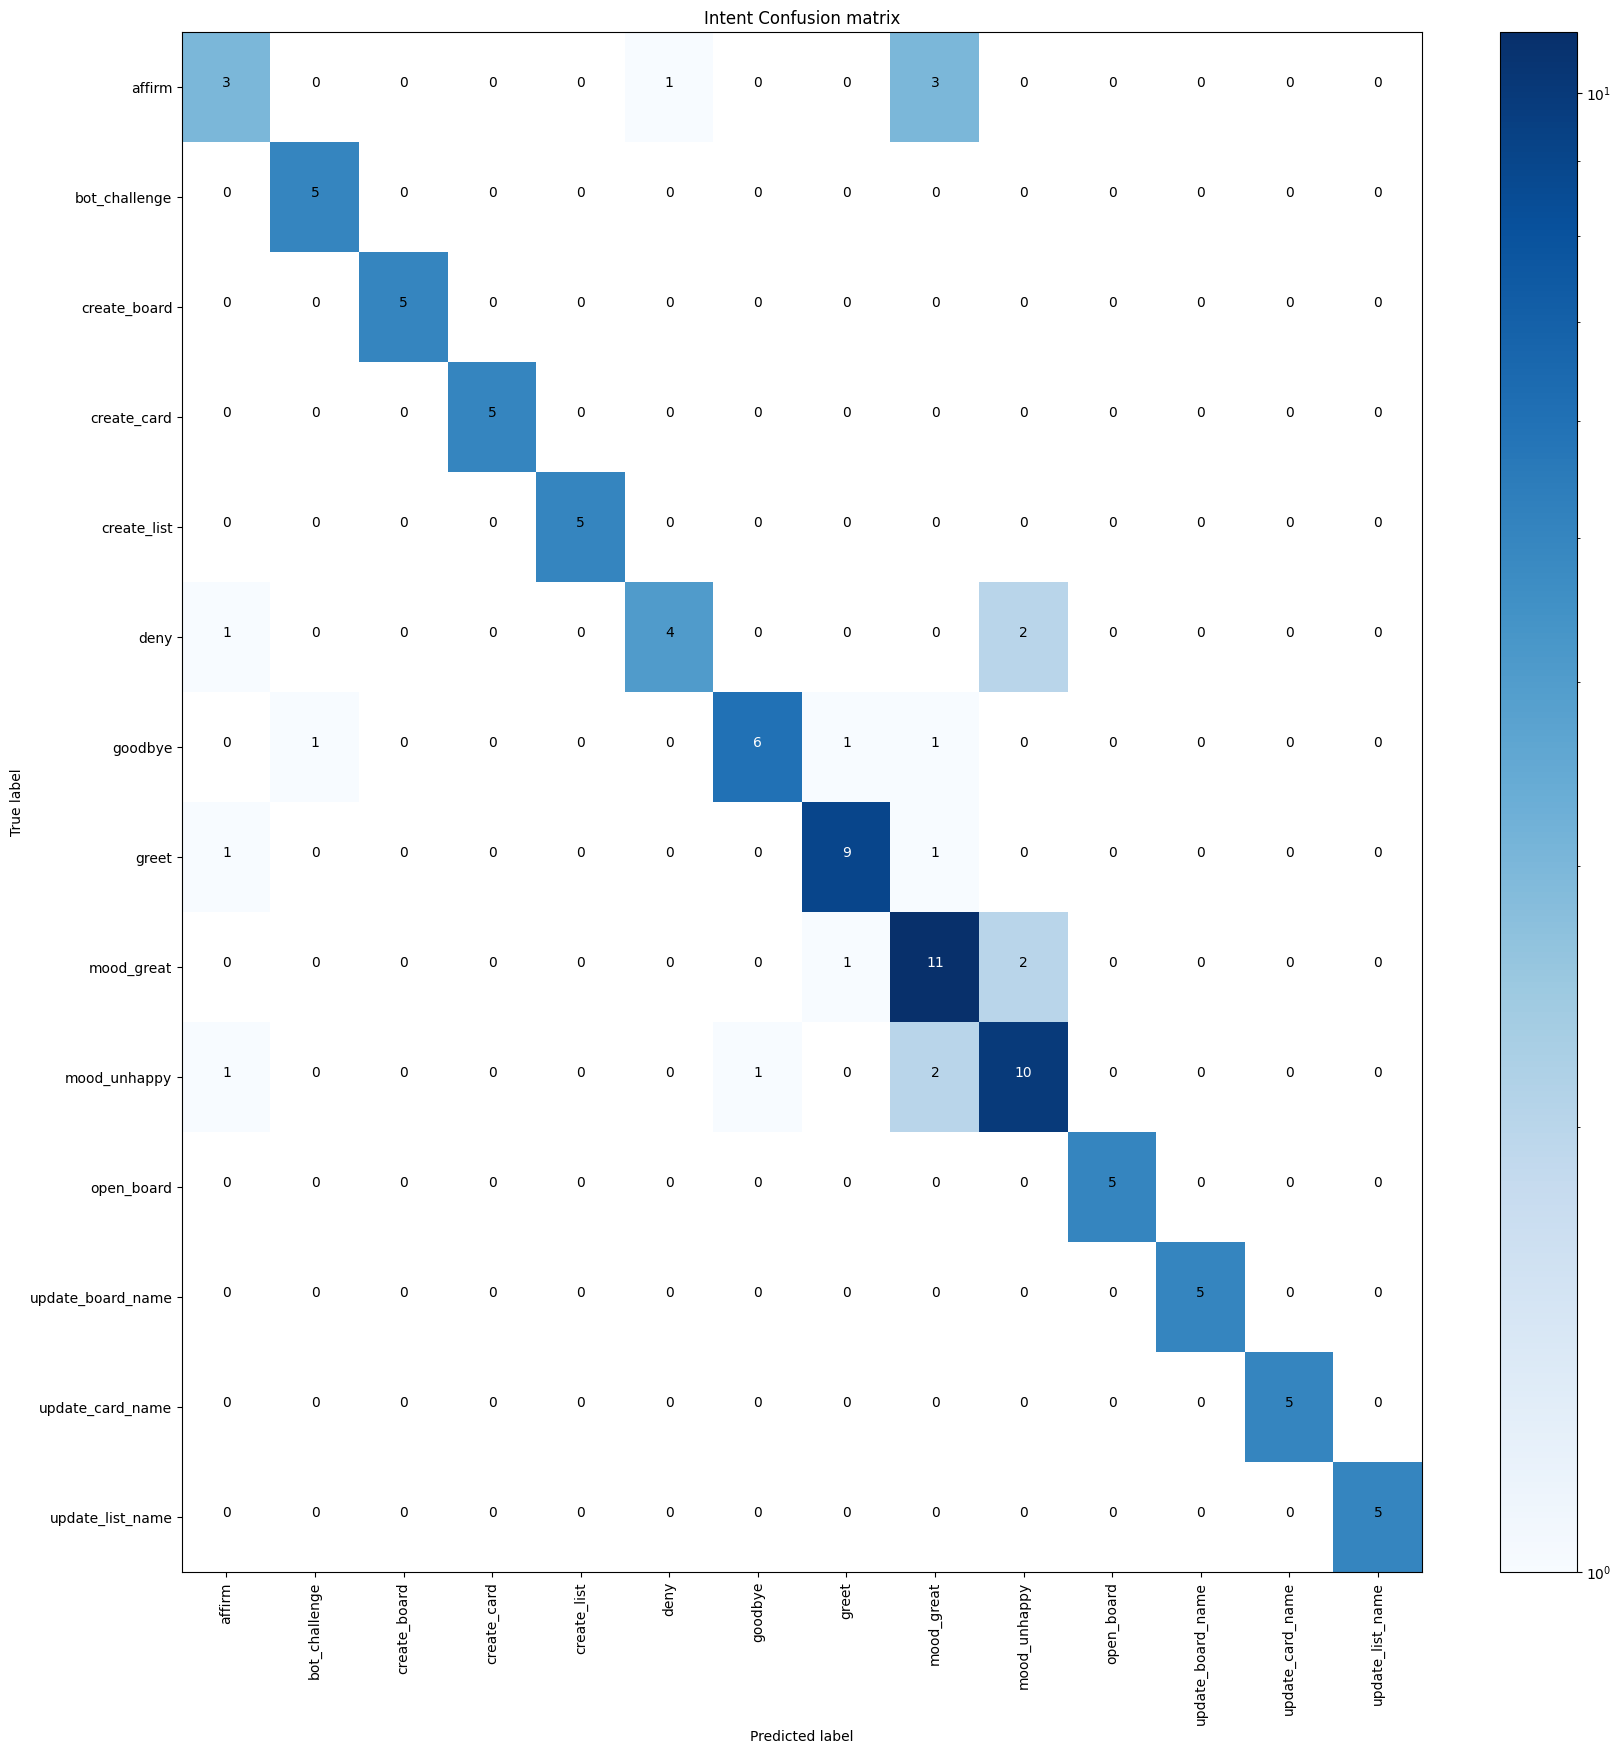 Intent Confusion matrix
affirm 3 0 0 0 0 1 0 0 3 0 0 0 0 0
bot_challenge 0 5 0 0 0 0 0 0 0 0 0 0 0 0
create_board 0 0 5 0 0 0 0 0 0 0 0 0 0 0
create_card 0 0 0 5 0 0 0 0 0 0 0 0 0 0
create_list 0 0 0 0 5 0 0 0 0 0 0 0 0 0
deny 1 0 0 0 0 4 0 0 0 2 0 0 0 0
goodbye 0 1 0 0 0 0 6 1 1 0 0 0 0 0
greet 1 0 0 0 0 0 0 9 1 0 0 0 0 0
mood_great 0 0 0 0 0 0 0 1 11 2 0 0 0 0
mood_unhappy 1 0 0 0 0 0 1 0 2 10 0 0 0 0
open_board 0 0 0 0 0 0 0 0 0 0 5 0 0 0
update_board_name 0 0 0 0 0 0 0 0 0 0 0 5 0 0
update_card_name 0 0 0 0 0 0 0 0 0 0 0 0 5 0
update_list_name 0 0 0 0 0 0 0 0 0 0 0 0 0 5
True label
affirm
bot_challenge
create_board
create_card
create_list
deny
goodbye
greet
mood_great
mood_unhappy
open_board
update_board_name
update_card_name
update_list_name
Predicted label
10¹
10⁰